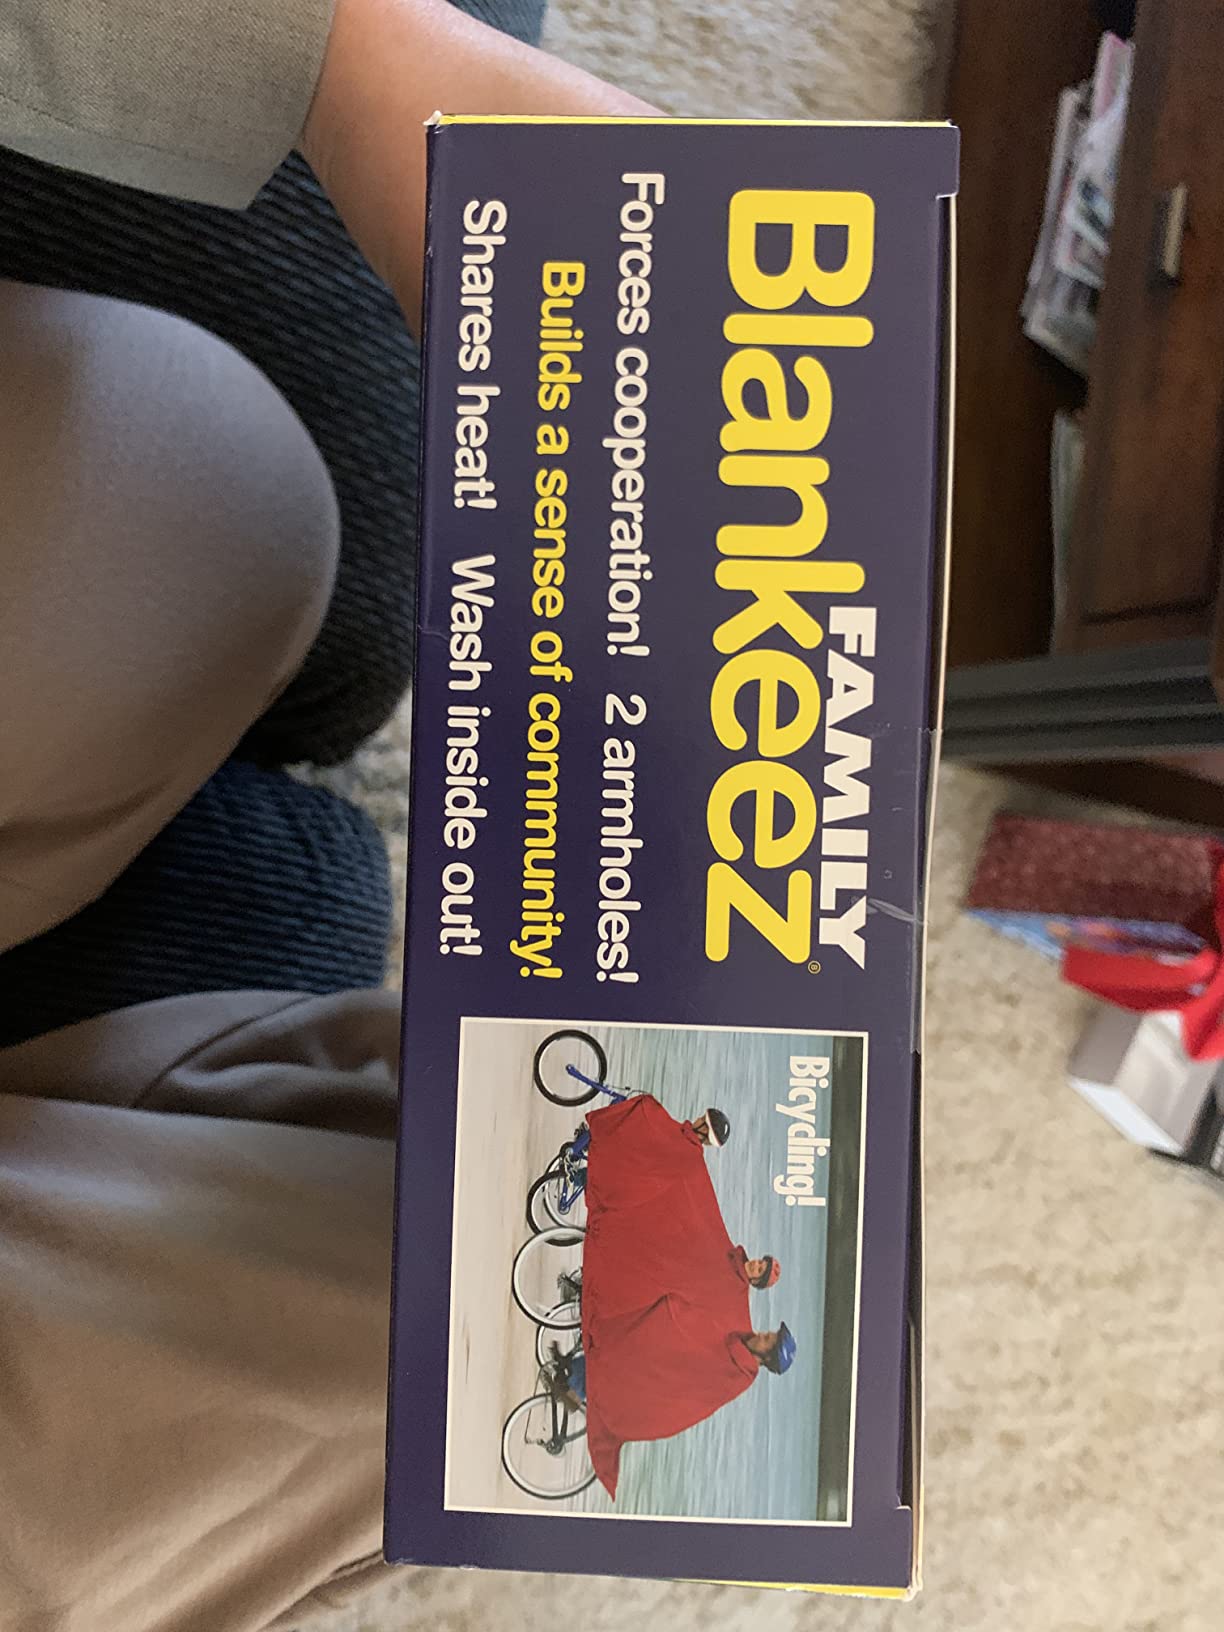 FAMILY
Blankeez®
Forces cooperation! 2 armholes!
Builds a sense of community!
Shares heat! Wash inside out!
Bicycling!